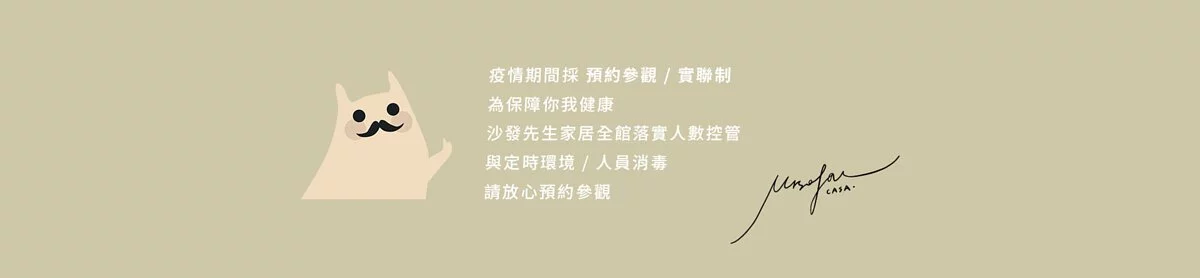 疫情期間採 預約參觀 / 實聯制
為保障你我健康
沙發先生家居全館落實人數控管
與定時環境 / 人員消毒
請放心預約參觀
Mrsofa
CASA.